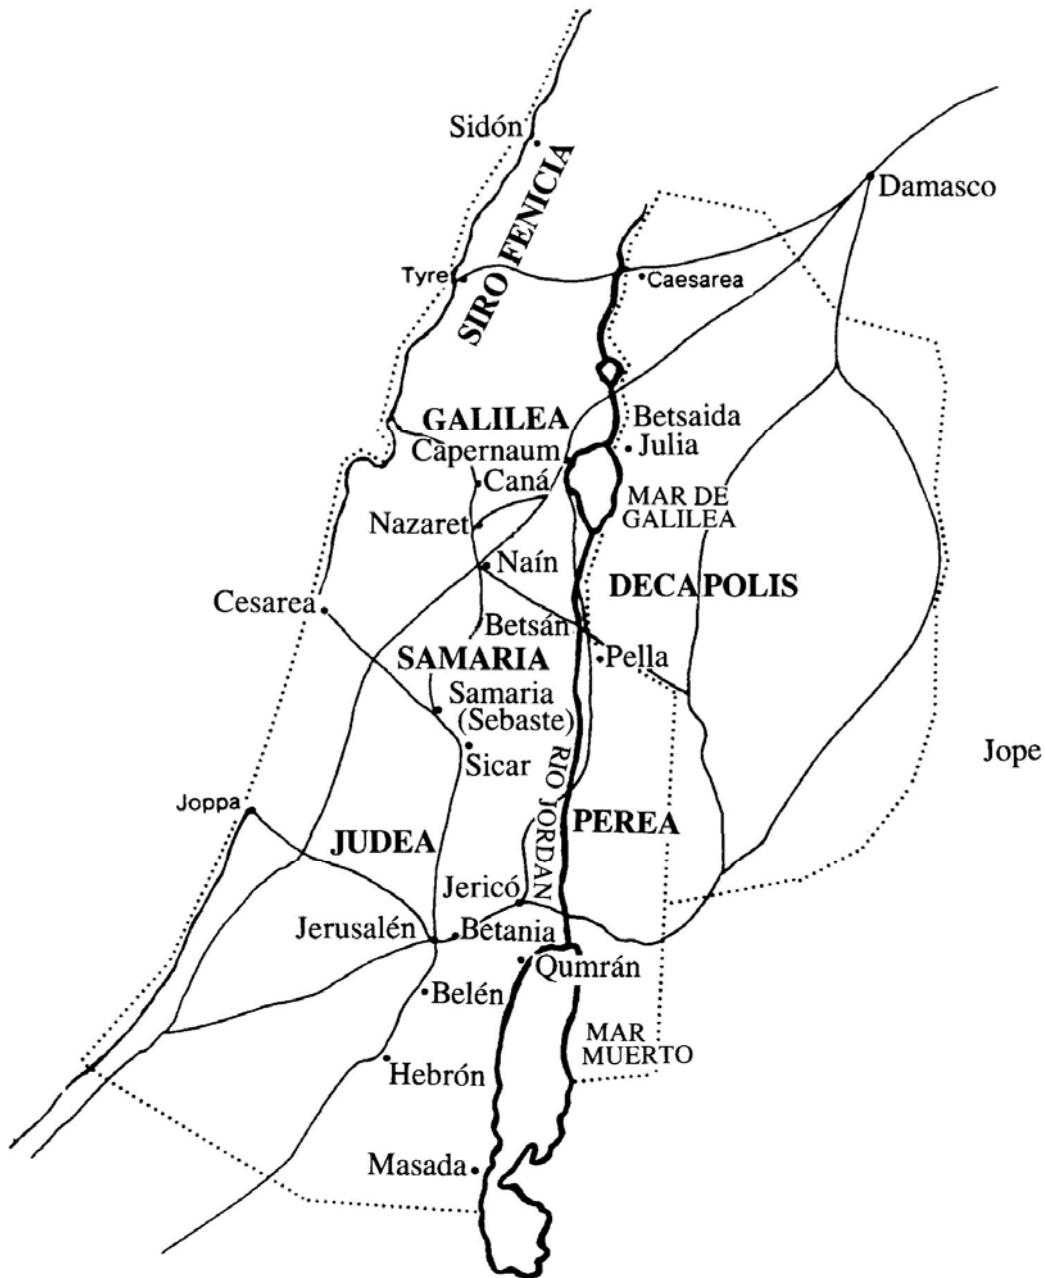 Sidón
SIRO FENICIA
Damasco
Tyre
Caesarea
GALILEA
Betsaida
Julia
Capernaum
Caná
MAR DE
GALILEA
Nazaret
Naín
DECAPOLIS
Cesarea
Betsán
SAMARIA
Pella
Samaria
(Sebaste)
Sicar
Jope
RIO JORDAN
Joppa
JUDEA
PEREA
Jericó
Jerusalén
Betania
Qumrán
Belén
MAR
MUERTO
Hebrón
Masada